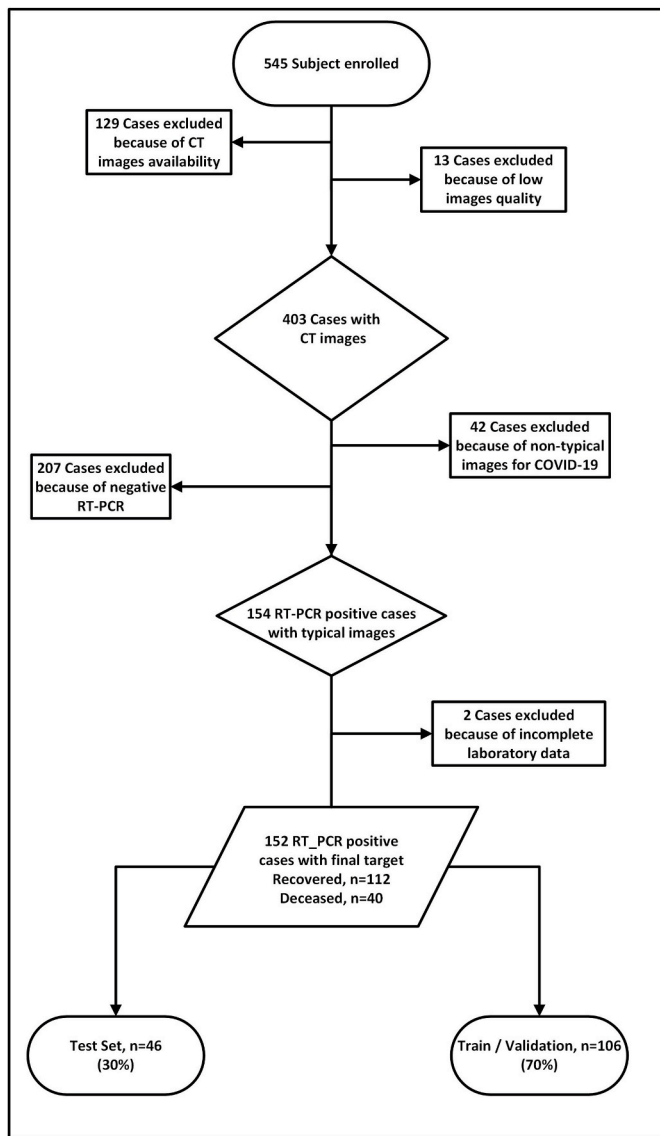 545 Subject enrolled
129 Cases excluded
because of CT
images availability
13 Cases excluded
because of low
images quality
403 Cases with
CT images
42 Cases excluded
because of non-typical
images for COVID-19
207 Cases excluded
because of negative
RT-PCR
154 RT-PCR positive cases
with typical images
2 Cases excluded
because of incomplete
laboratory data
152 RT_PCR positive
cases with final target
Recovered, n=112
Deceased, n=40
Test Set, n=46
(30%)
Train / Validation, n=106
(70%)